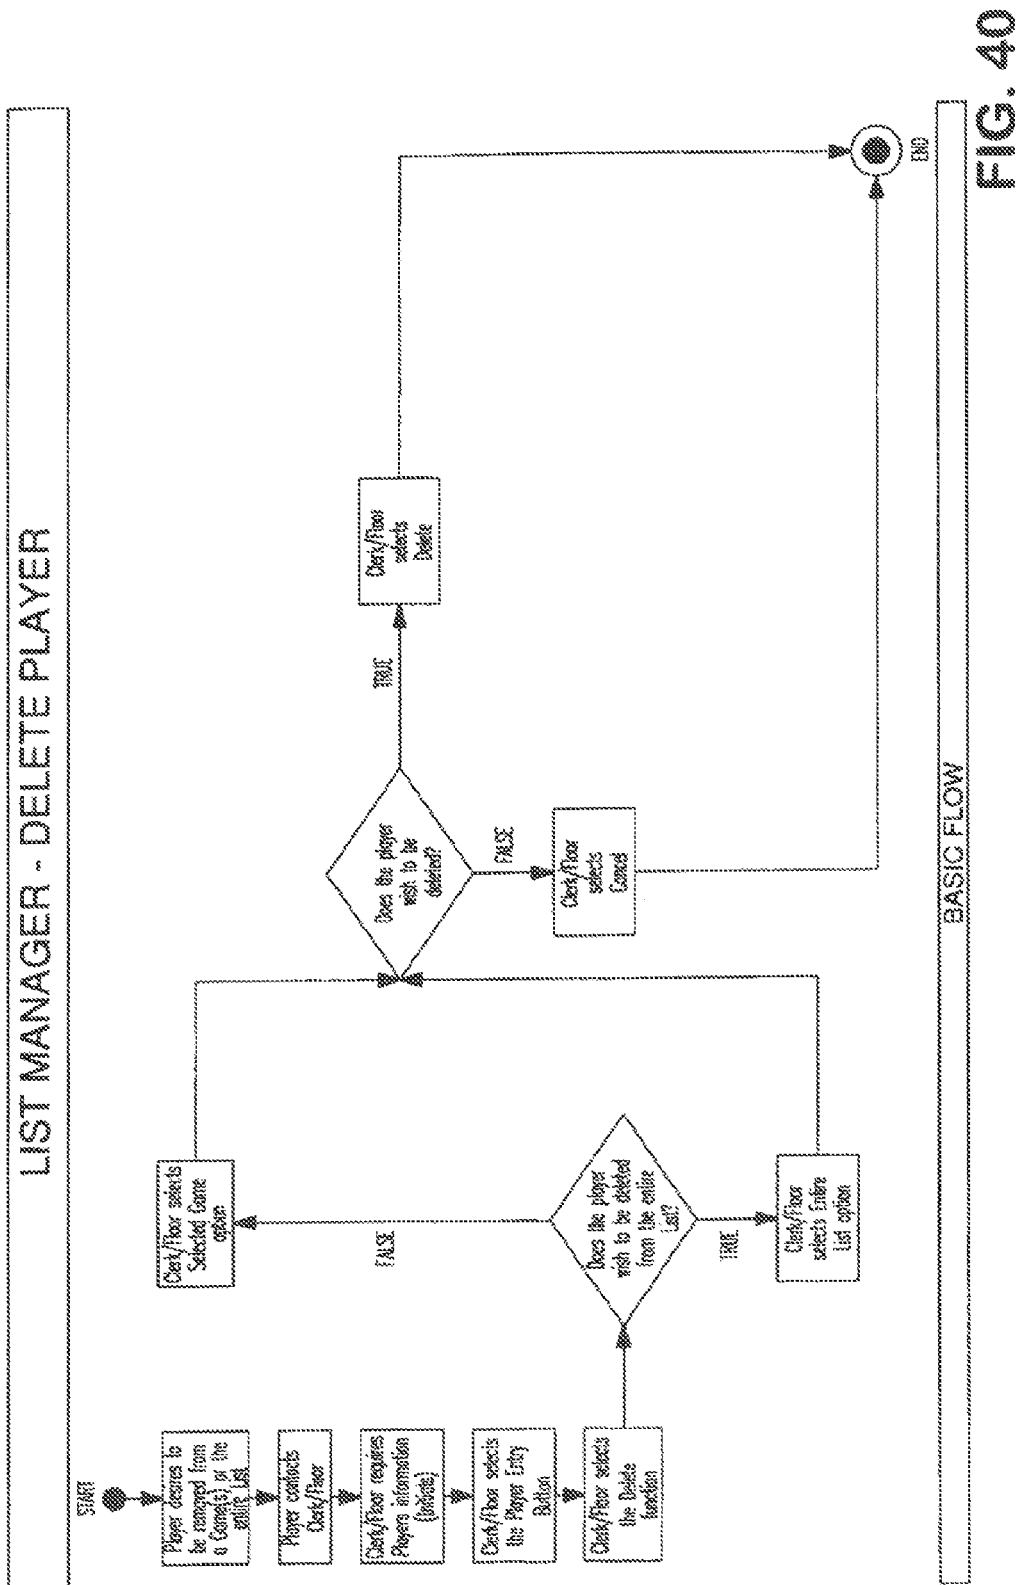 LIST MANAGER - DELETE PLAYER
START
Player desires to
be removed from
a Game(s) or the
entire List
Player contacts
Clerk/Floor
Clerk/Floor requires
Players information
(Initials)
Clerk/Floor selects
the Player Entry
Button
Clerk/Floor selects
the Delete
function
Does the player
wish to be deleted
from the entire
List?
FALSE
Clerk/Floor selects
Selected Game
option
TRUE
Clerk/Floor
selects Entire
List option
Does the player
wish to be
deleted?
TRUE
Clerk/Floor
selects
Delete
FALSE
Clerk/Floor
selects
Cancel
END
BASIC FLOW
FIG. 40